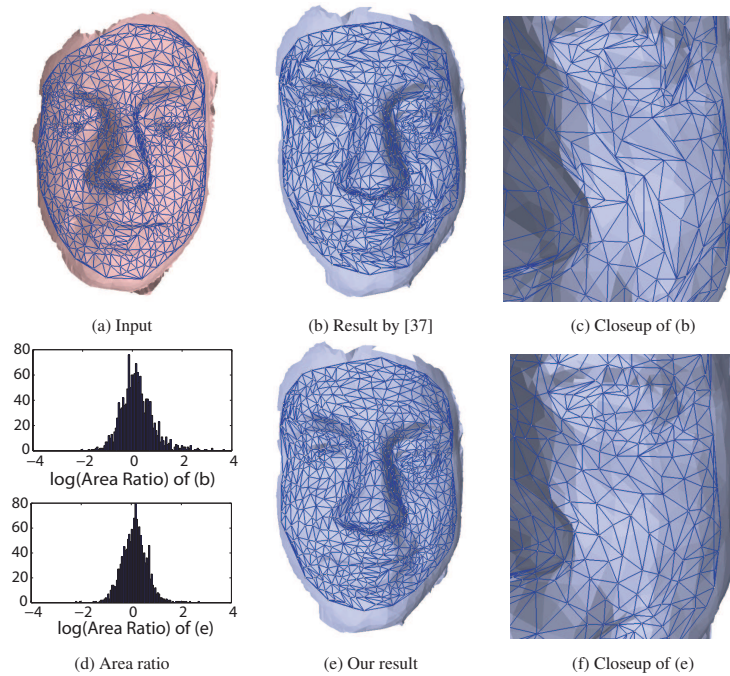 (a) Input
(b) Result by [37]
(c) Closeup of (b)
80
60
40
20
0
−4 −2 0 2 4
log(Area Ratio) of (b)
80
60
40
20
0
−4 −2 0 2 4
log(Area Ratio) of (e)
(d) Area ratio
(e) Our result
(f) Closeup of (e)